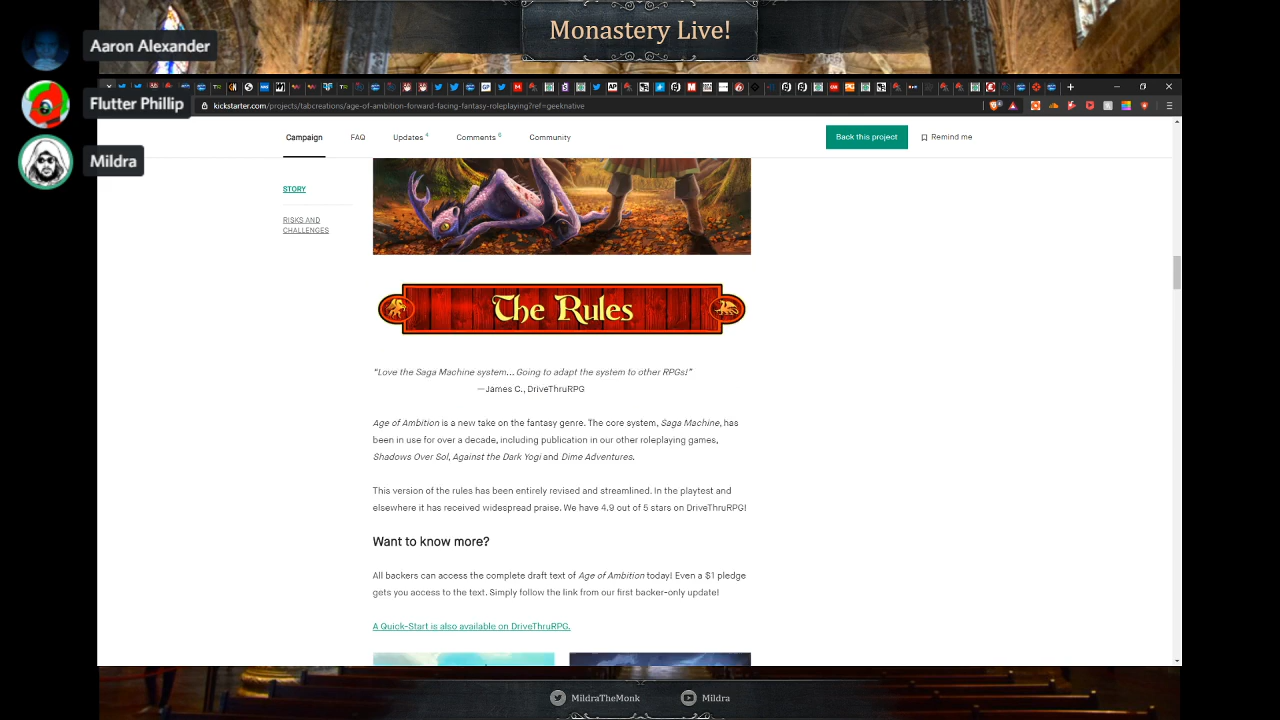 Monastery Live!
Aaron Alexander
Flutter Phillip
Mildra
kickstarter.com/projects/tabcreations/age-of-ambition-forward-facing-fantasy-roleplaying?ref=geeknative
Campaign FAQ Updates 4 Comments 6 Community Back this project Remind me
STORY
RISKS AND
CHALLENGES
The Rules
"Love the Saga Machine system... Going to adapt the system to other RPGs!"
—James C., DriveThruRPG
Age of Ambition is a new take on the fantasy genre. The core system, Saga Machine, has
been in use for over a decade, including publication in our other roleplaying games,
Shadows Over Sol, Against the Dark Yogi and Dime Adventures.
This version of the rules has been entirely revised and streamlined. In the playtest and
elsewhere it has received widespread praise. We have 4.9 out of 5 stars on DriveThruRPG!
Want to know more?
All backers can access the complete draft text of Age of Ambition today! Even a $1 pledge
gets you access to the text. Simply follow the link from our first backer-only update!
A Quick-Start is also available on DriveThruRPG.
MildraTheMonk Mildra